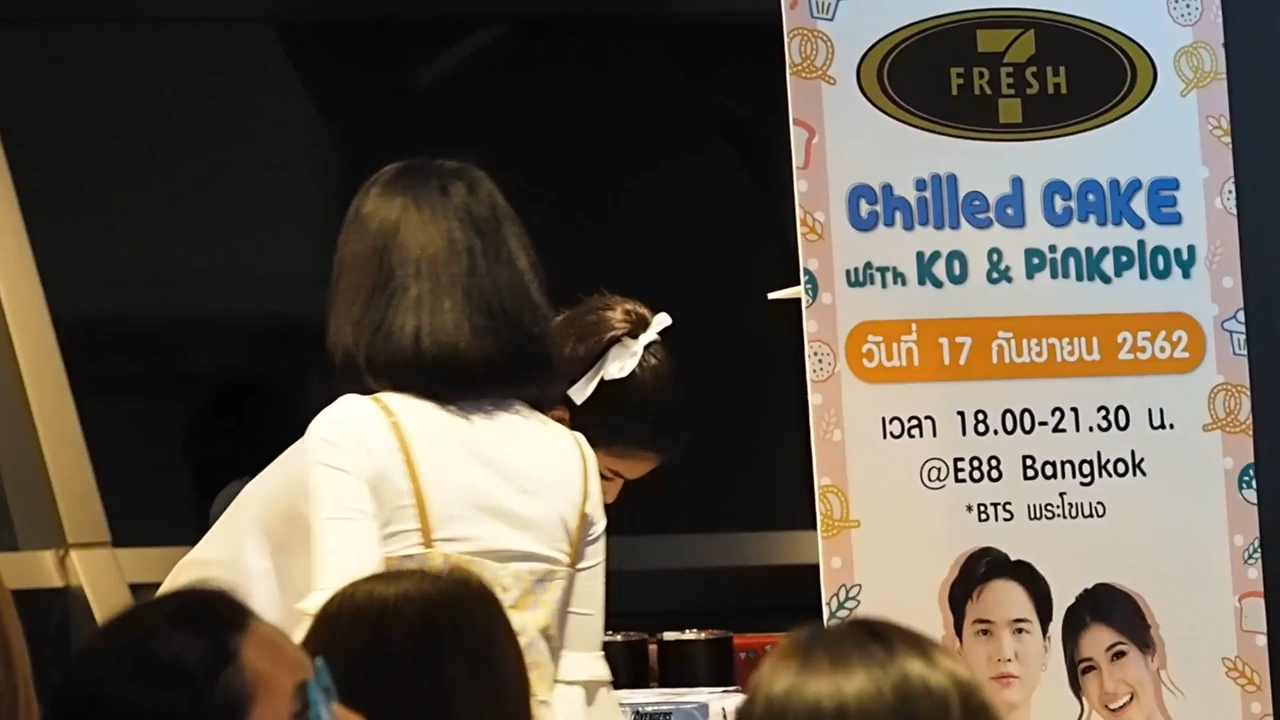 7
FRESH
Chilled CAKE
WiTh KO & PiNKPlOY
วันที่ 17 กันยายน 2562
เวลา 18.00-21.30 น.
@E88 Bangkok
*BTS พระโขนง
AVENGERS